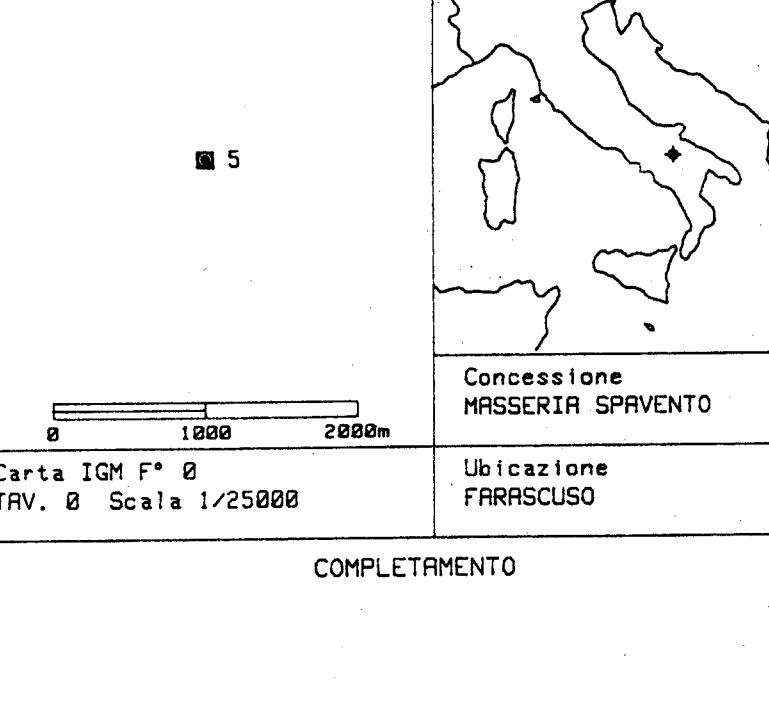 5
Concessione
MASSERIA SPAVENTO
0 1000 2000m
Carta IGM F° 0
TAV. 0 Scala 1/25000
Ubicazione
FARASCUSO
COMPLETAMENTO